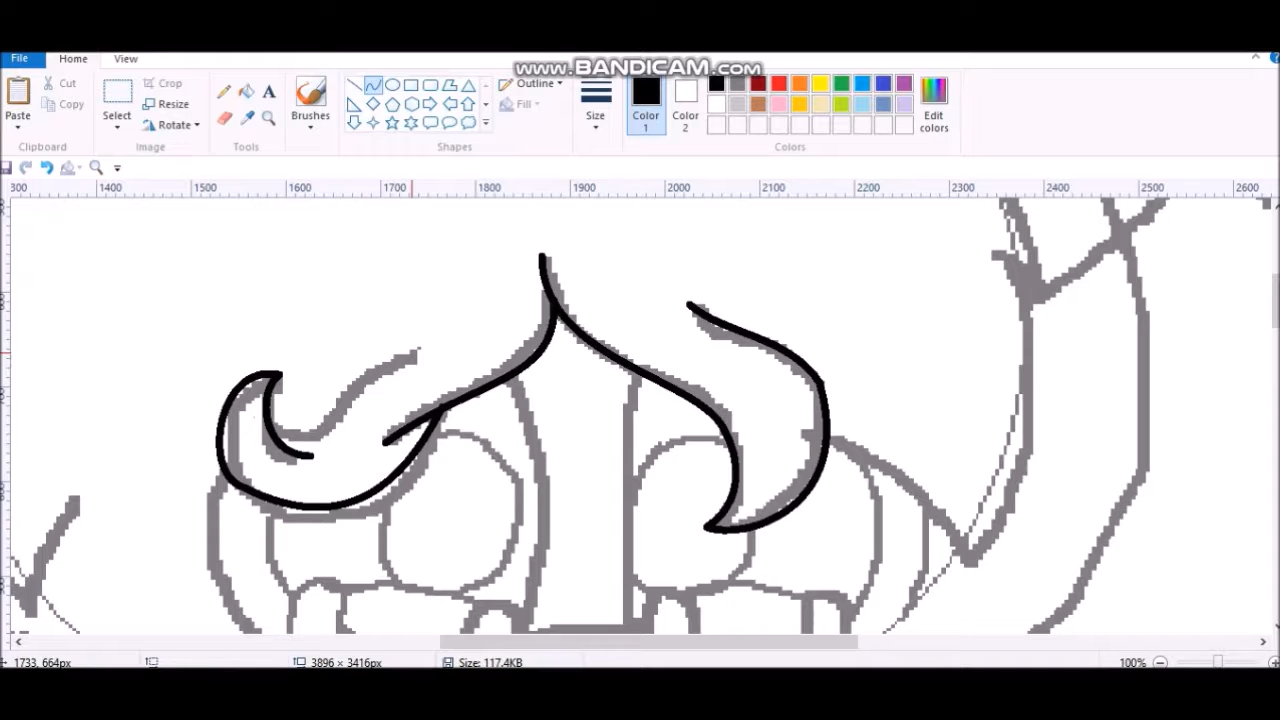 File Home View
www.BANDICAM.com
Cut
Copy
Paste
Clipboard
Select
Crop
Resize
Rotate
Image
Tools
Brushes
Shapes
Outline
Fill
Size
Color
1
Color
2
Edit
colors
Colors
300 1400 1500 1600 1700 1800 1900 2000 2100 2200 2300 2400 2500 2600
1733, 664px 3896 × 3416px Size: 117.4KB 100%